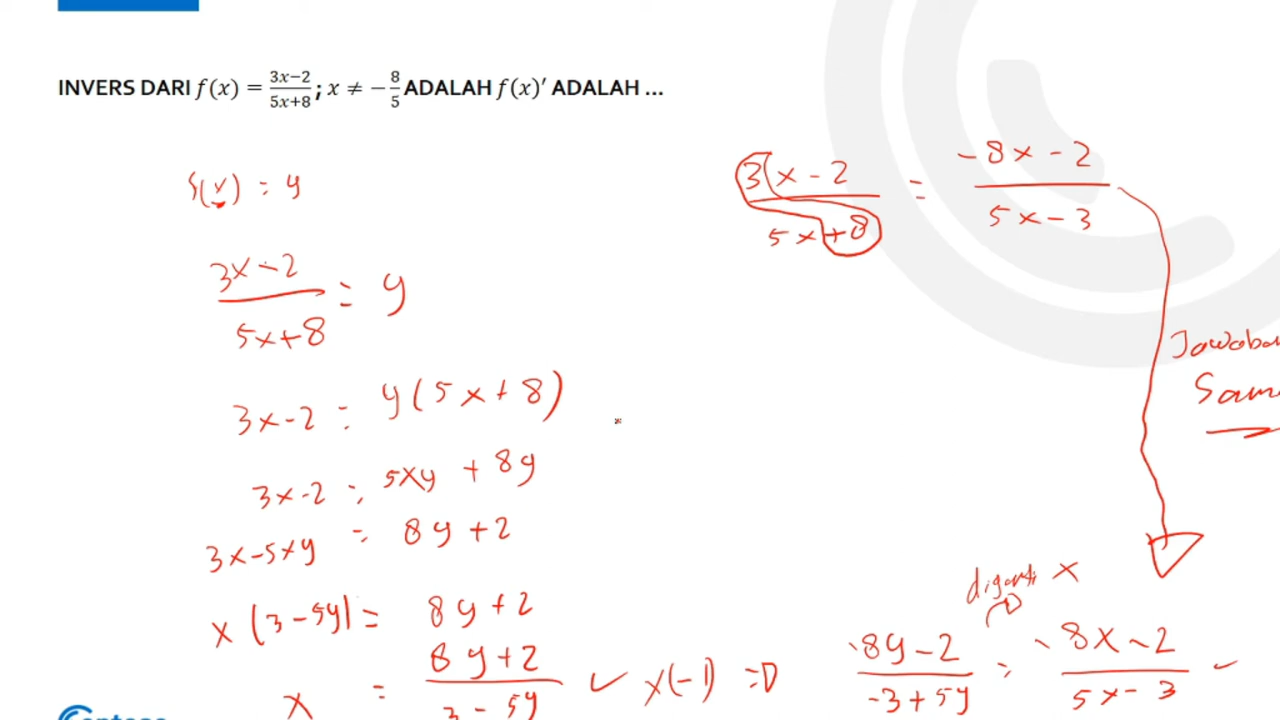 INVERS DARI f(x) = (3x−2)/(5x+8); x ≠ −8/5 ADALAH f(x)′ ADALAH ...
f(x) = y
(3x−2)/(5x+8) = y
3x−2 = y(5x+8)
3x−2 = 5xy + 8y
3x−5xy = 8y+2
x(3−5y) = 8y+2
x = (8y+2)/(3−5y) ✓ x(−1) ⇒ (−8y−2)/(−3+5y) = (−8x−2)/(5x−3) ✓
diganti x
(3x−2)/(5x+8) = (−8x−2)/(5x−3)